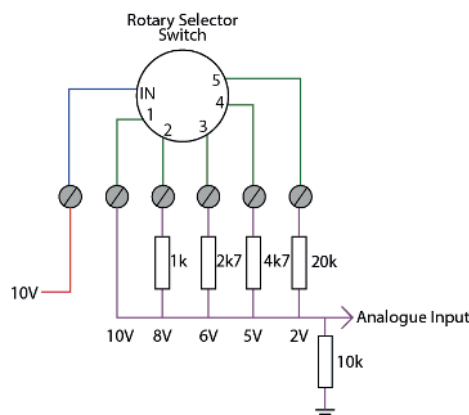 Rotary Selector
Switch
IN
1
2
3
4
5
1k
2k7
4k7
20k
10V
Analogue Input
10V
8V
6V
5V
2V
10k